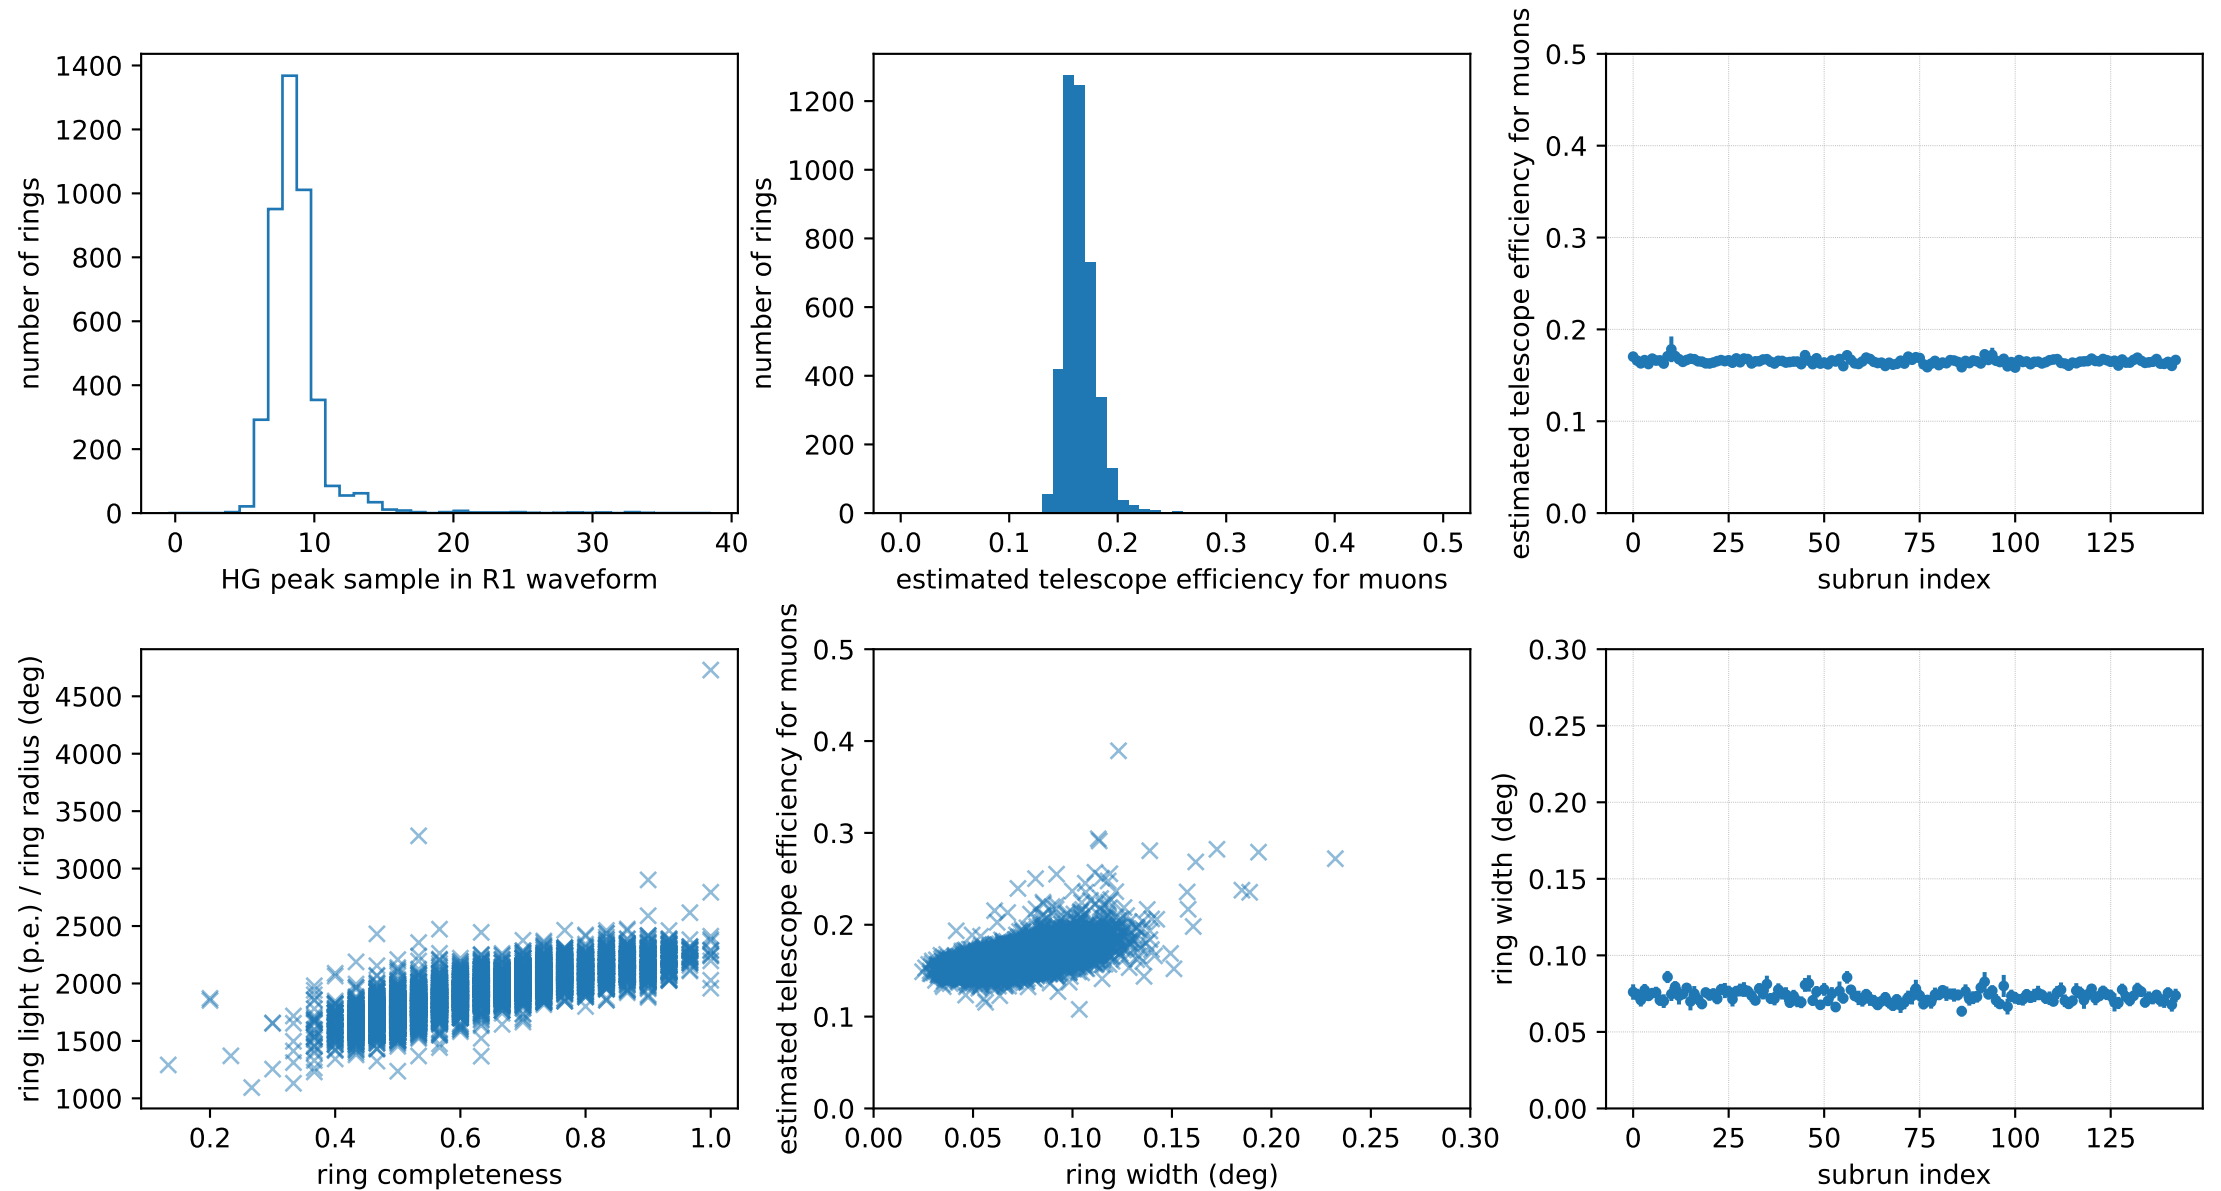 1400
1200
1000
800
600
400
200
0
number of rings
0 10 20 30 40
HG peak sample in R1 waveform
1200
1000
800
600
400
200
0
number of rings
0.0 0.1 0.2 0.3 0.4 0.5
estimated telescope efficiency for muons
0.5
0.4
0.3
0.2
0.1
0.0
estimated telescope efficiency for muons
0 25 50 75 100 125
subrun index
4500
4000
3500
3000
2500
2000
1500
1000
ring light (p.e.) / ring radius (deg)
0.2 0.4 0.6 0.8 1.0
ring completeness
0.5
0.4
0.3
0.2
0.1
0.0
estimated telescope efficiency for muons
0.00 0.05 0.10 0.15 0.20 0.25 0.30
ring width (deg)
0.30
0.25
0.20
0.15
0.10
0.05
0.00
ring width (deg)
0 25 50 75 100 125
subrun index